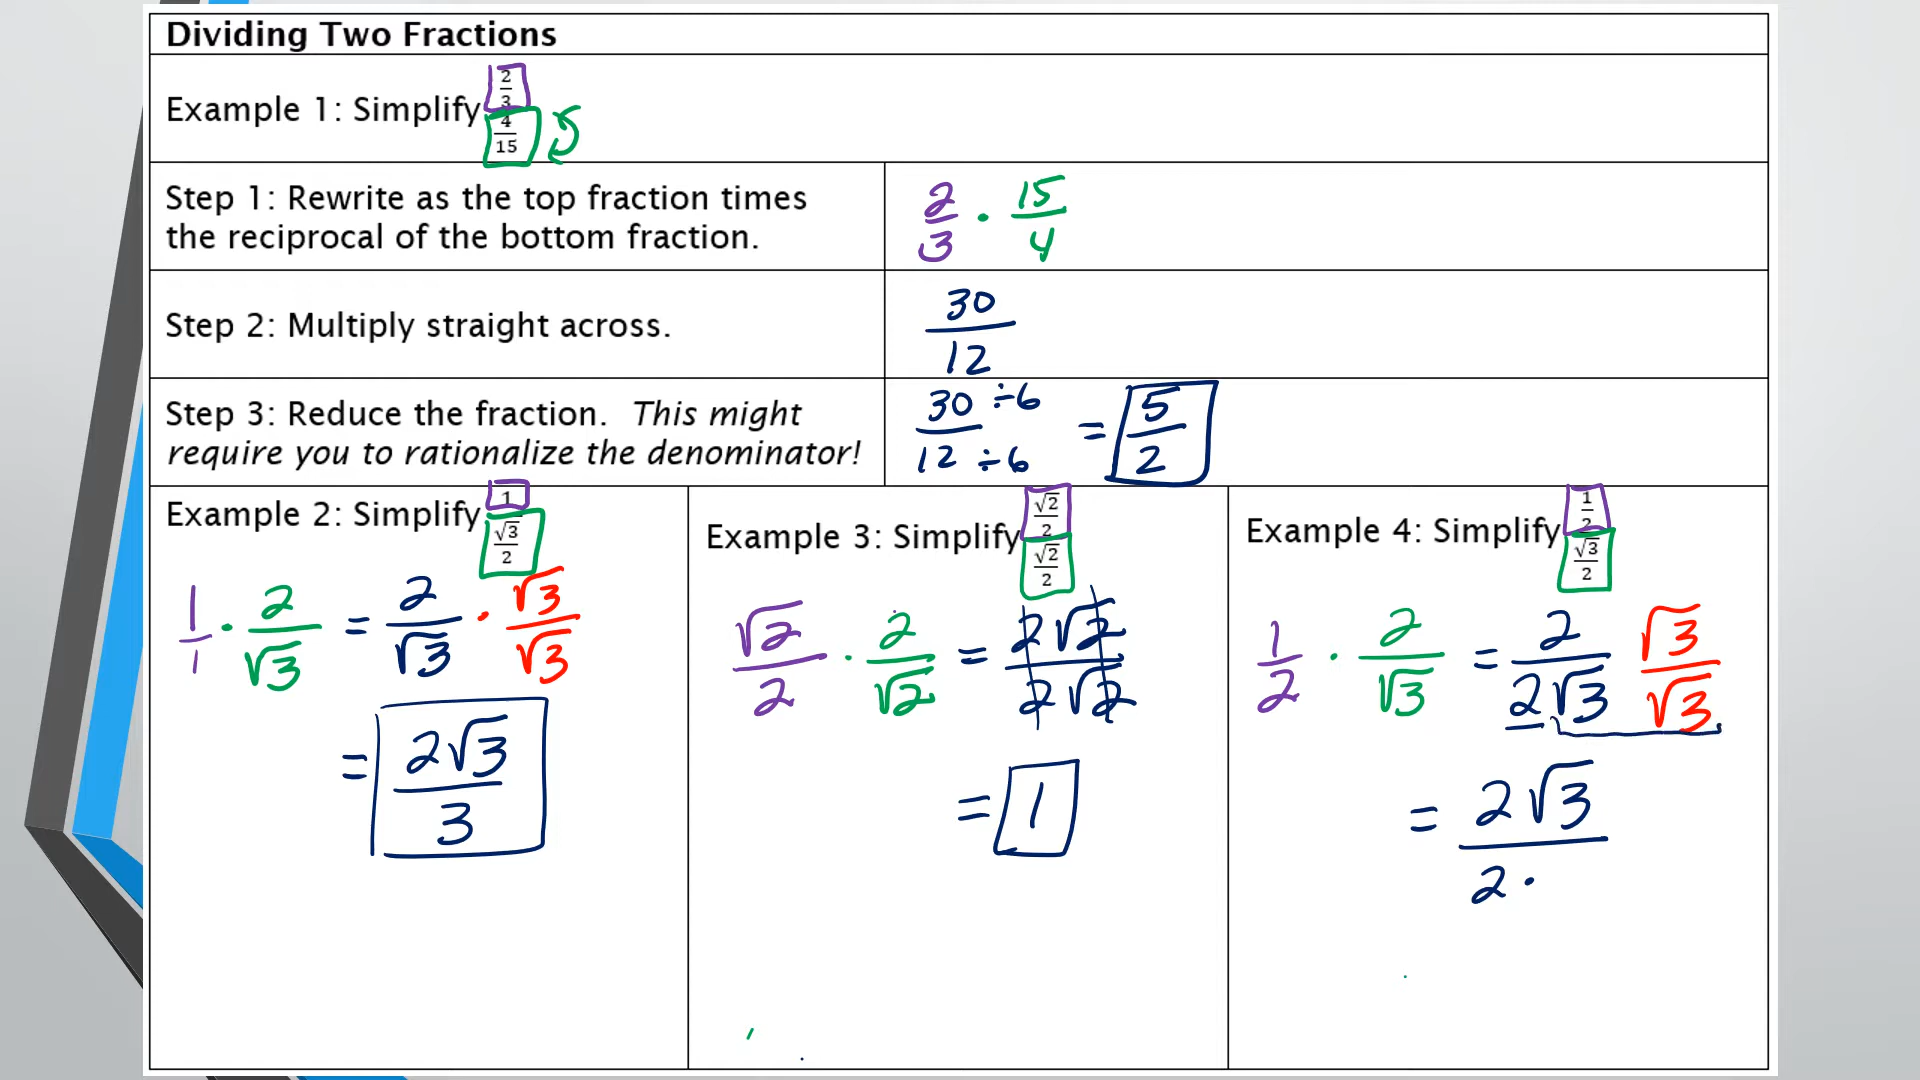 Dividing Two Fractions
Example 1: Simplify (2/3)/(4/15)
Step 1: Rewrite as the top fraction times
the reciprocal of the bottom fraction.
2/3 · 15/4
Step 2: Multiply straight across.
30/12
Step 3: Reduce the fraction. This might
require you to rationalize the denominator!
30÷6/12÷6 = 5/2
Example 2: Simplify 1/(√3/2)
1/1 · 2/√3 = 2/√3 · √3/√3
= 2√3/3
Example 3: Simplify (√2/2)/(√2/2)
√2/2 · 2/√2 = 2√2/2√2
= 1
Example 4: Simplify (1/2)/(√3/2)
1/2 · 2/√3 = 2/2√3 √3/√3
= 2√3/2 ·